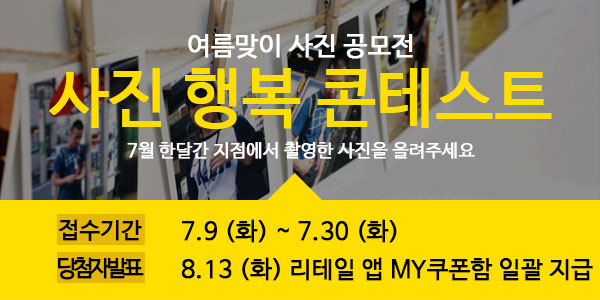 여름맞이 사진 공모전
사진 행복 콘테스트
7월 한달간 지점에서 촬영한 사진을 올려주세요
접수기간 7.9 (화) ~ 7.30 (화)
당첨자발표 8.13 (화) 리테일 앱 MY쿠폰함 일괄 지급